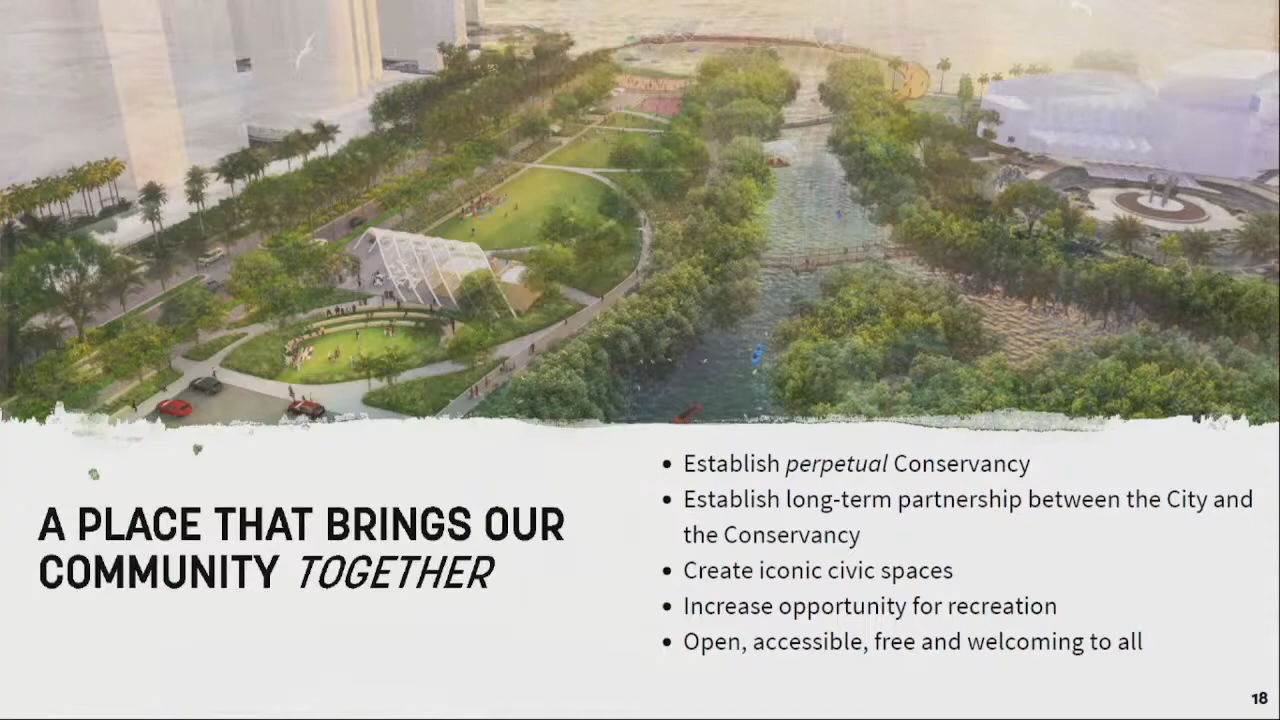 A PLACE THAT BRINGS OUR
COMMUNITY TOGETHER
• Establish perpetual Conservancy
• Establish long-term partnership between the City and
the Conservancy
• Create iconic civic spaces
• Increase opportunity for recreation
• Open, accessible, free and welcoming to all
18